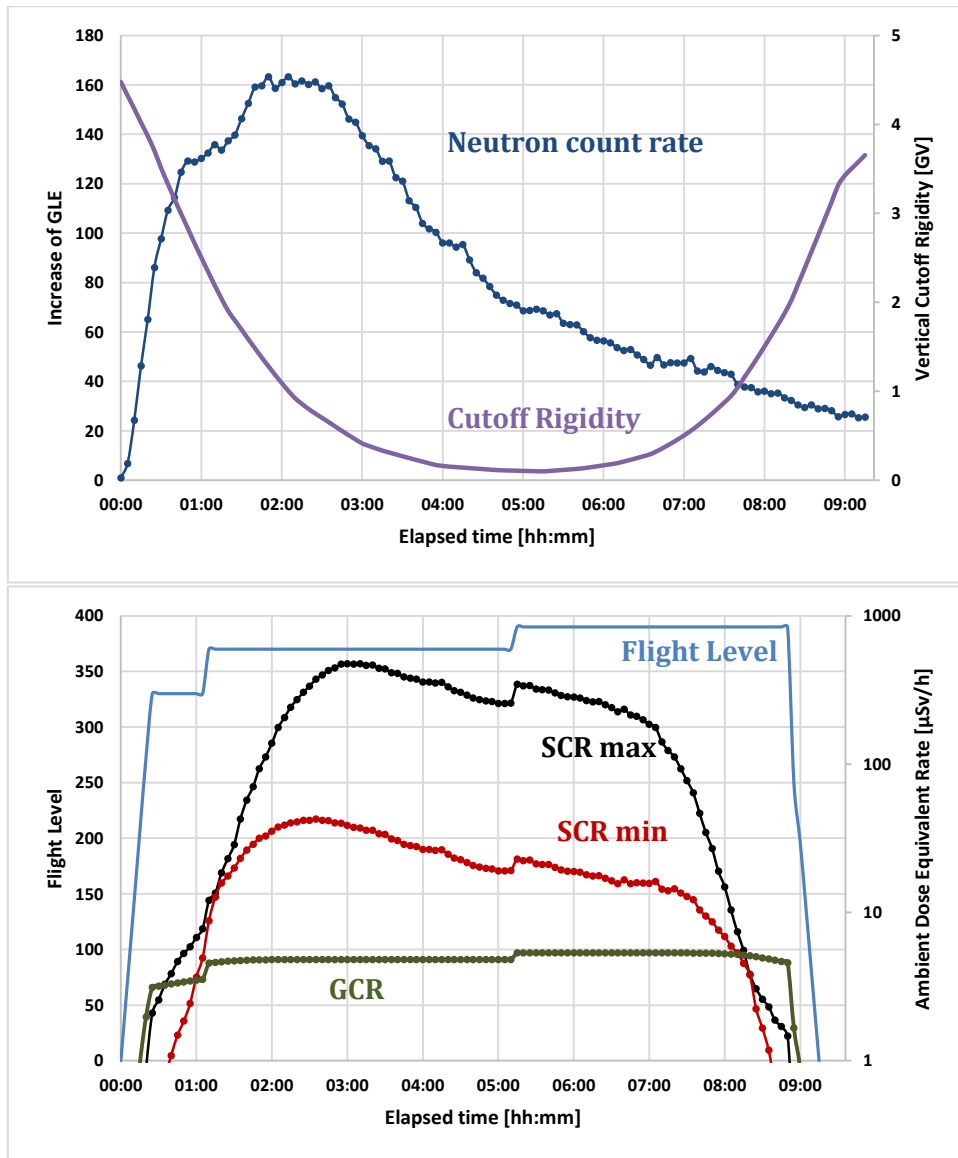 180
160
140
120
100
80
60
40
20
0
Increase of GLE
5
4
3
2
1
0
Vertical Cutoff Rigidity [GV]
Neutron count rate
Cutoff Rigidity
00:00 01:00 02:00 03:00 04:00 05:00 06:00 07:00 08:00 09:00
Elapsed time [hh:mm]
400
350
300
250
200
150
100
50
0
Flight Level
1000
100
10
1
Ambient Dose Equivalent Rate [µSv/h]
Flight Level
SCR max
SCR min
GCR
00:00 01:00 02:00 03:00 04:00 05:00 06:00 07:00 08:00 09:00
Elapsed time [hh:mm]